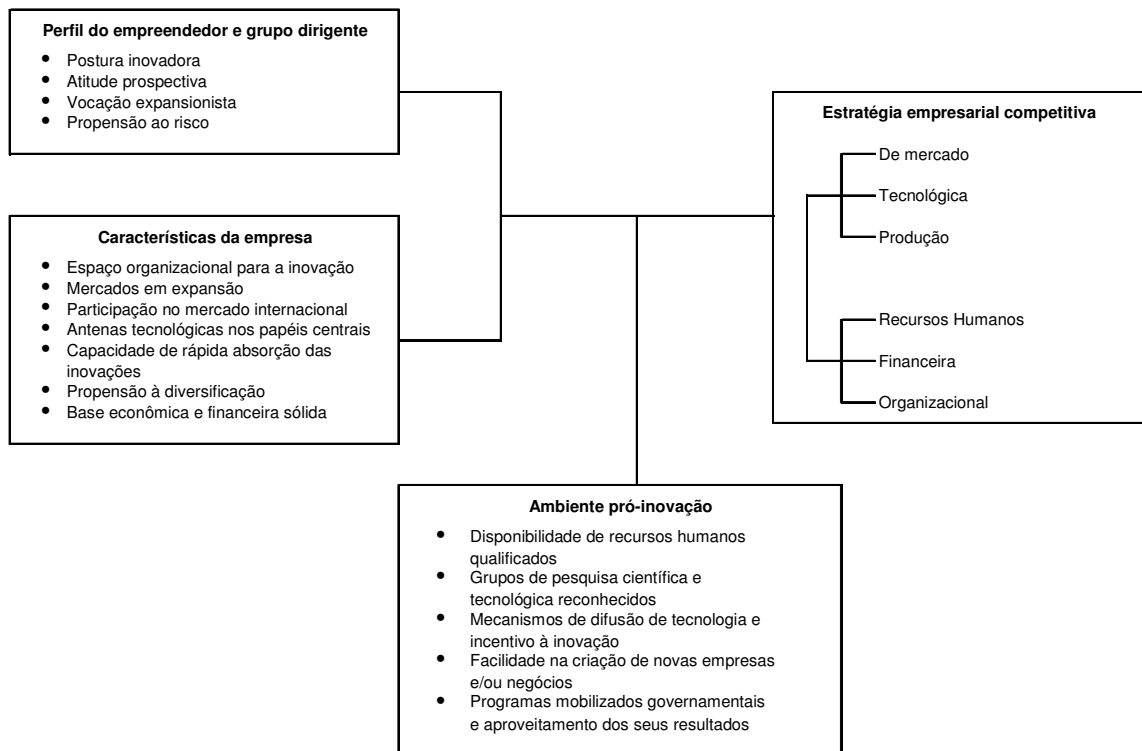 Perfil do empreendedor e grupo dirigente
• Postura inovadora
• Atitude prospectiva
• Vocação expansionista
• Propensão ao risco
Características da empresa
• Espaço organizacional para a inovação
• Mercados em expansão
• Participação no mercado internacional
• Antenas tecnológicas nos papéis centrais
• Capacidade de rápida absorção das
inovações
• Propensão à diversificação
• Base econômica e financeira sólida
Estratégia empresarial competitiva
De mercado
Tecnológica
Produção
Recursos Humanos
Financeira
Organizacional
Ambiente pró-inovação
• Disponibilidade de recursos humanos
qualificados
• Grupos de pesquisa científica e
tecnológica reconhecidos
• Mecanismos de difusão de tecnologia e
incentivo à inovação
• Facilidade na criação de novas empresas
e/ou negócios
• Programas mobilizados governamentais
e aproveitamento dos seus resultados